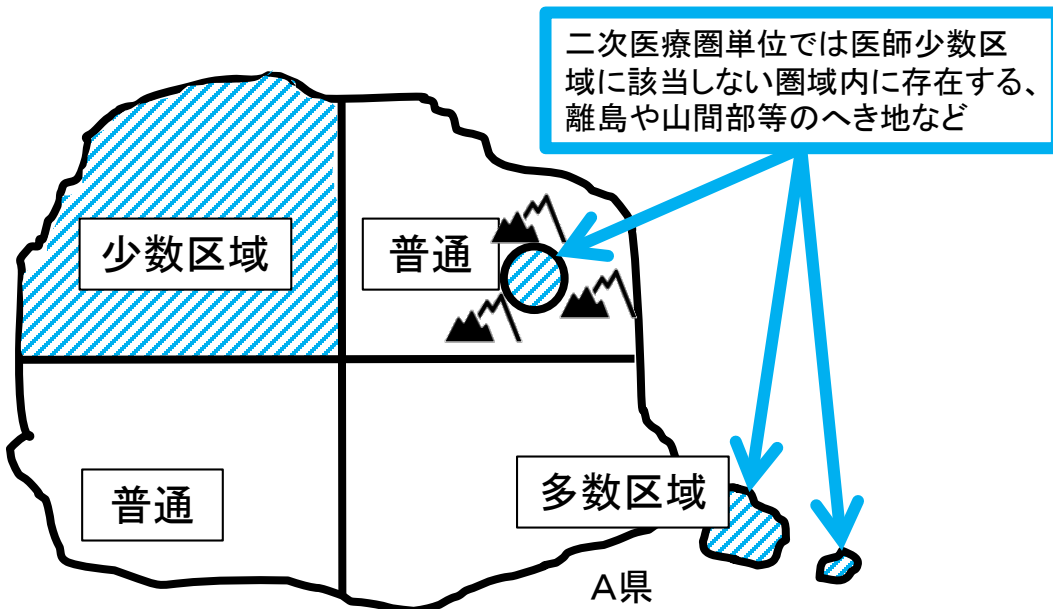 二次医療圏単位では医師少数区
域に該当しない圏域内に存在する、
離島や山間部等のへき地など
少数区域
普通
普通
多数区域
A県